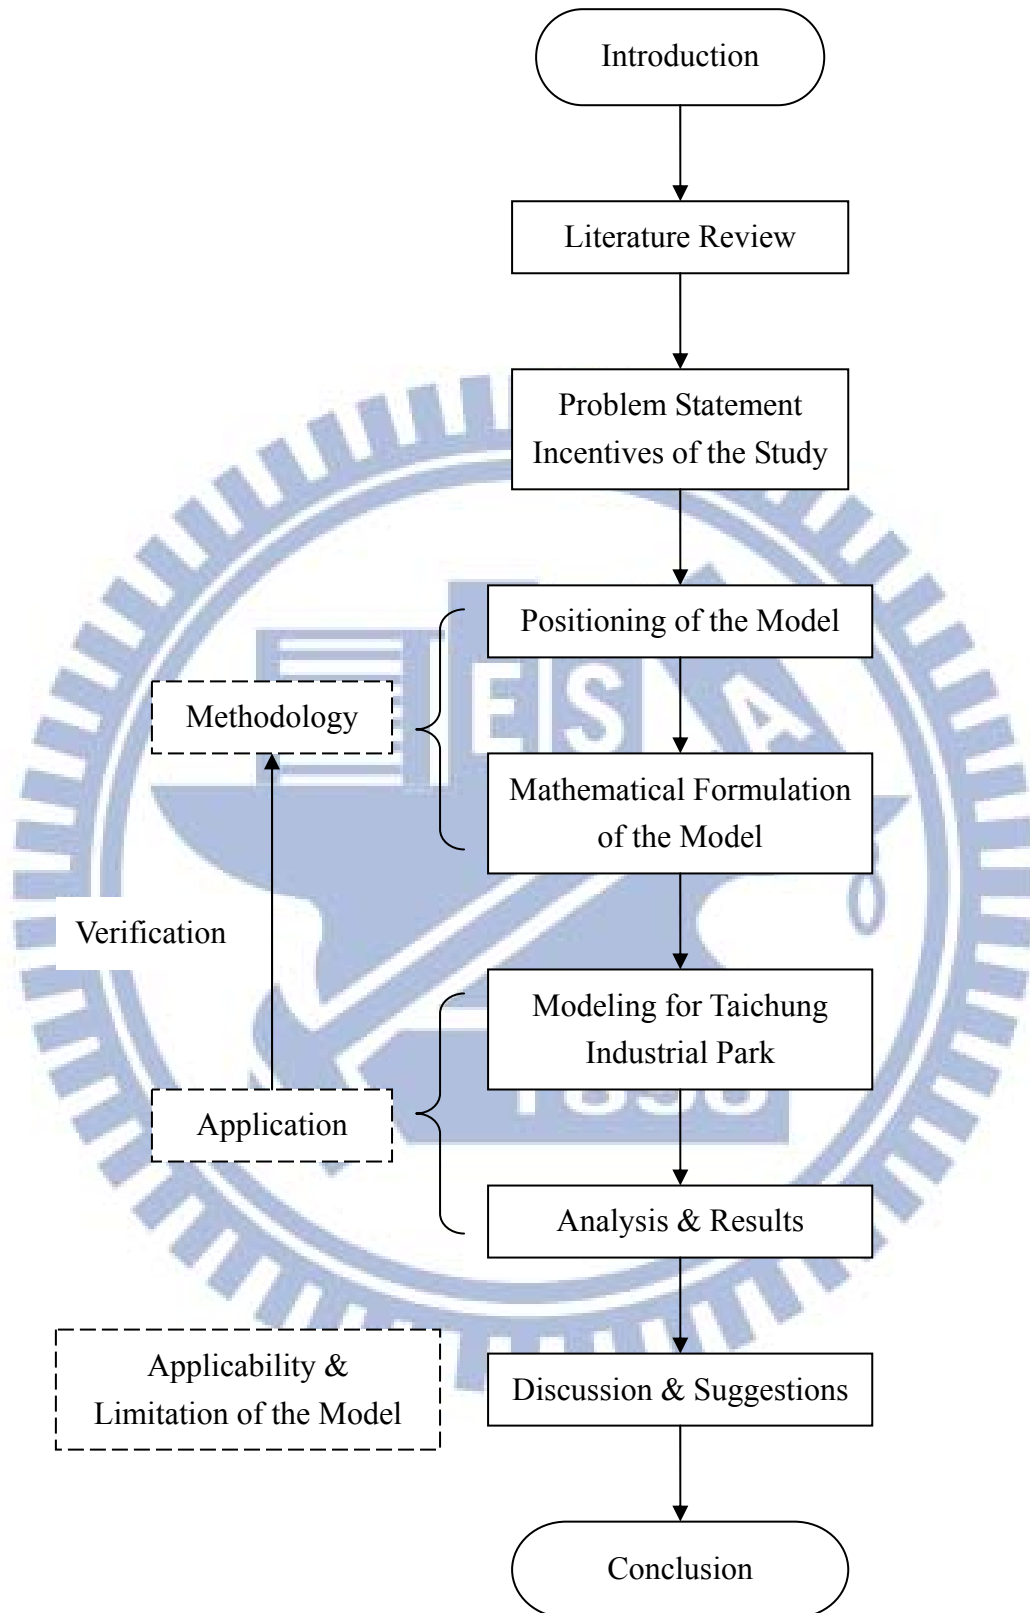 Introduction
Literature Review
Problem Statement
Incentives of the Study
Positioning of the Model
Methodology
Mathematical Formulation
of the Model
Verification
Modeling for Taichung
Industrial Park
Application
Analysis & Results
Applicability &
Limitation of the Model
Discussion & Suggestions
Conclusion
E S A
1896